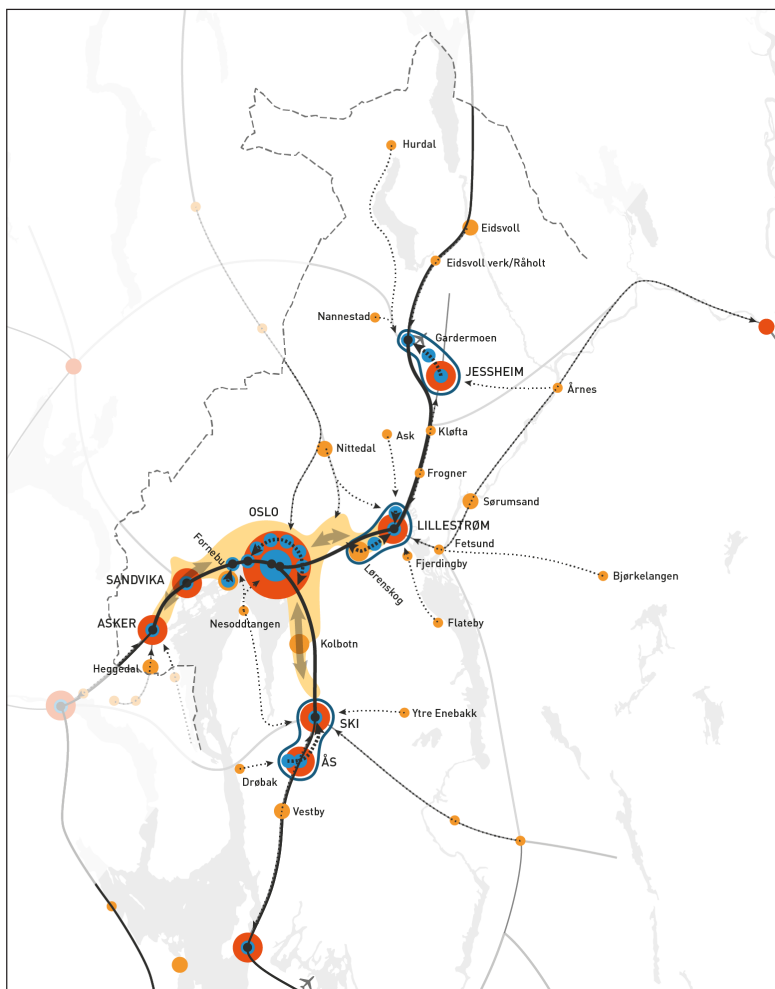 Hurdal
Eidsvoll
Eidsvoll verk/Råholt
Nannestad
Gardermoen
JESSHEIM
Årnes
Ask
Kløfta
Nittedal
Frogner
Sørumsand
OSLO
LILLESTRØM
Fornebu
Fetsund
Fjerdingby
Lørenskog
Bjørkelangen
SANDVIKA
ASKER
Nesoddtangen
Flateby
Kolbotn
Heggedal
Ytre Enebakk
SKI
ÅS
Drøbak
Vestby